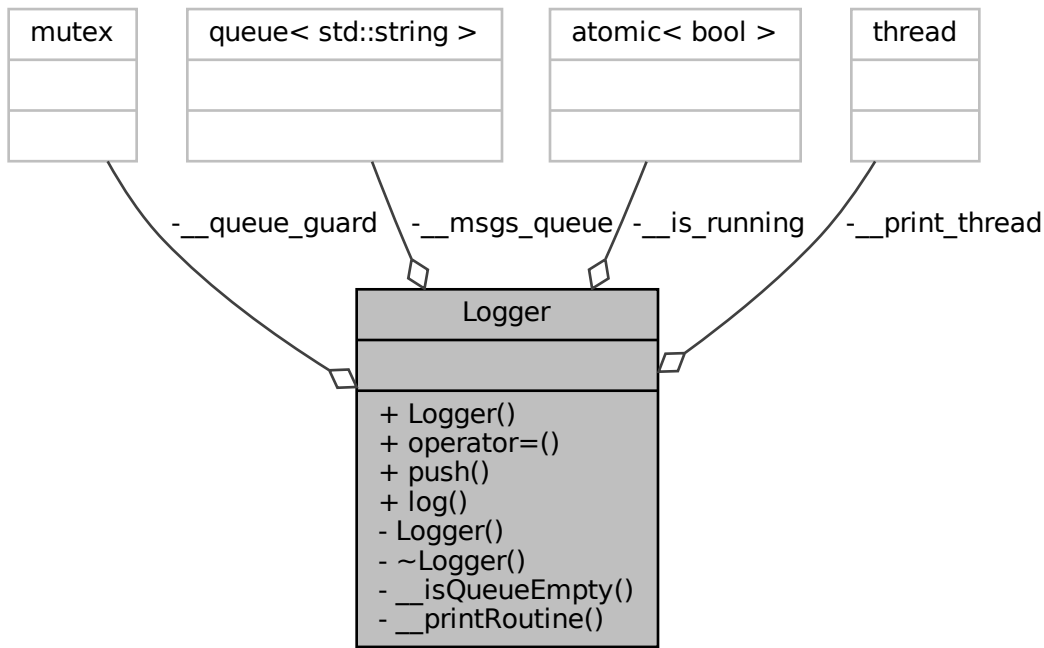 mutex
queue< std::string >
atomic< bool >
thread
-__queue_guard
-__msgs_queue
-__is_running
-__print_thread
Logger
+ Logger()
+ operator=()
+ push()
+ log()
- Logger()
- ~Logger()
- __isQueueEmpty()
- __printRoutine()